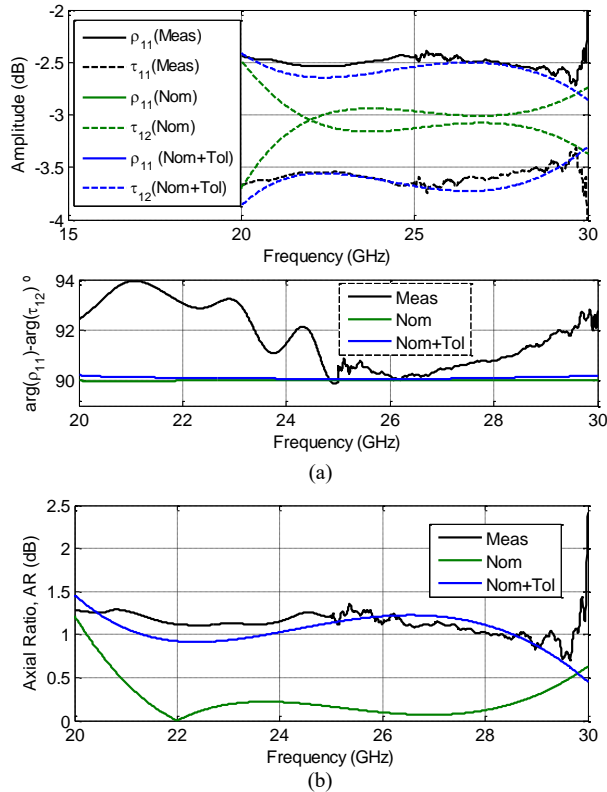 -2
-2.5
-3
-3.5
-4
Amplitude (dB)
ρ11(Meas)
τ11(Meas)
ρ11(Nom)
τ12(Nom)
ρ11 (Nom+Tol)
τ12(Nom+Tol)
15 20 25 30
Frequency (GHz)
94
92
90
arg(ρ11)-arg(τ12) º
Meas
Nom
Nom+Tol
20 22 24 26 28 30
Frequency (GHz)
(a)
2.5
2
1.5
1
0.5
0
Axial Ratio, AR (dB)
Meas
Nom
Nom+Tol
20 22 24 26 28 30
Frequency (GHz)
(b)